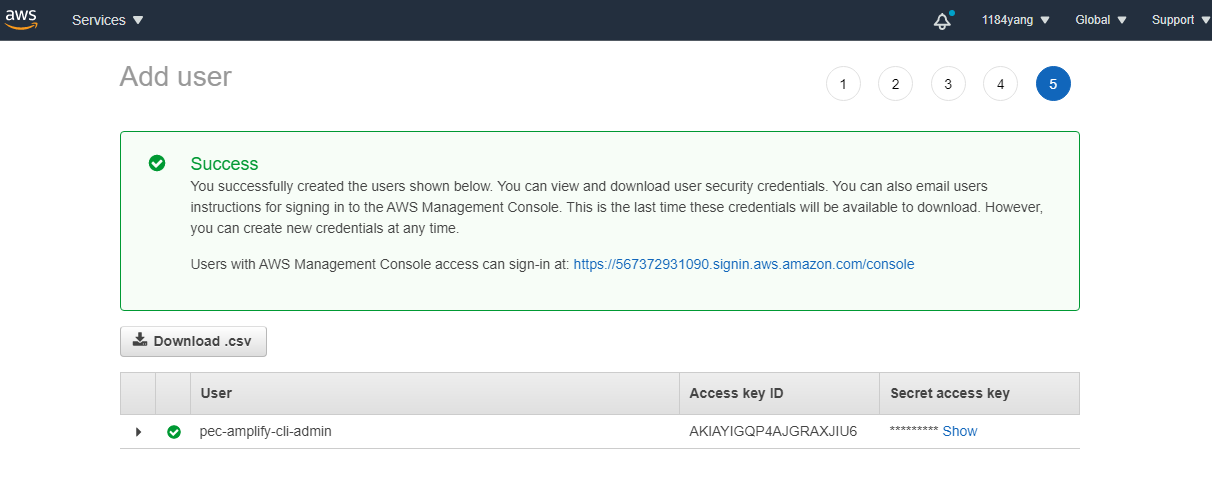 aws Services 1184yang Global Support
Add user 1 2 3 4 5
Success
You successfully created the users shown below. You can view and download user security credentials. You can also email users
instructions for signing in to the AWS Management Console. This is the last time these credentials will be available to download. However,
you can create new credentials at any time.
Users with AWS Management Console access can sign-in at: https://567372931090.signin.aws.amazon.com/console
Download .csv
User Access key ID Secret access key
pec-amplify-cli-admin AKIAYIGQP4AJGRAXJIU6 ********* Show